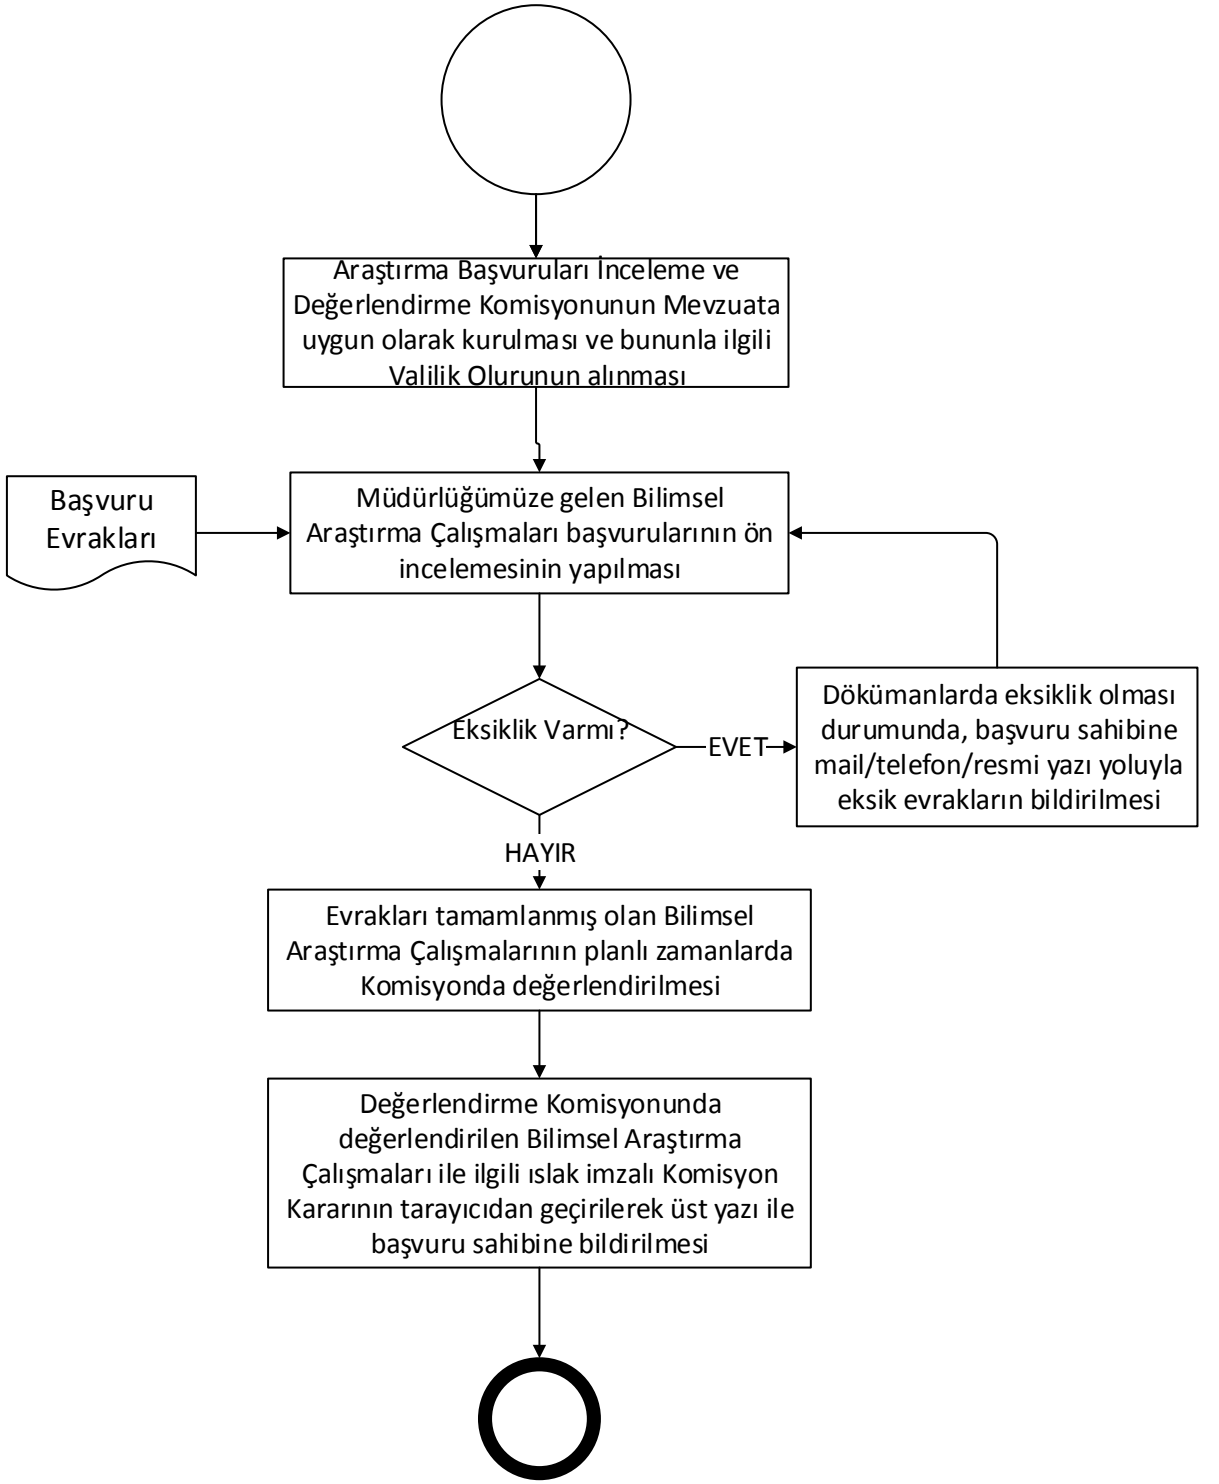 Araştırma Başvuruları İnceleme ve
Değerlendirme Komisyonunun Mevzuata
uygun olarak kurulması ve bununla ilgili
Valilik Olurunun alınması
Başvuru
Evrakları
Müdürlüğümüze gelen Bilimsel
Araştırma Çalışmaları başvurularının ön
incelemesinin yapılması
Eksiklik Varmı?
EVET
Dökümanlarda eksiklik olması
durumunda, başvuru sahibine
mail/telefon/resmi yazı yoluyla
eksik evrakların bildirilmesi
HAYIR
Evrakları tamamlanmış olan Bilimsel
Araştırma Çalışmalarının planlı zamanlarda
Komisyonda değerlendirilmesi
Değerlendirme Komisyonunda
değerlendirilen Bilimsel Araştırma
Çalışmaları ile ilgili ıslak imzalı Komisyon
Kararının tarayıcıdan geçirilerek üst yazı ile
başvuru sahibine bildirilmesi